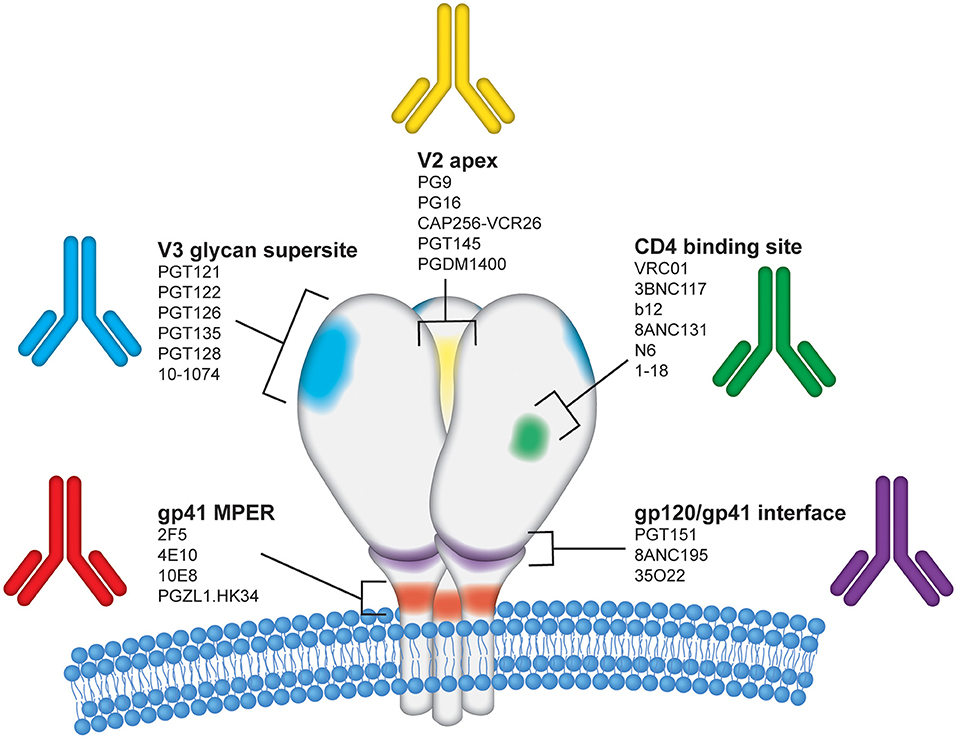 V2 apex
PG9
PG16
CAP256-VCR26
PGT145
PGDM1400
V3 glycan supersite
PGT121
PGT122
PGT126
PGT135
PGT128
10-1074
CD4 binding site
VRC01
3BNC117
b12
8ANC131
N6
1-18
gp41 MPER
2F5
4E10
10E8
PGZL1.HK34
gp120/gp41 interface
PGT151
8ANC195
35O22